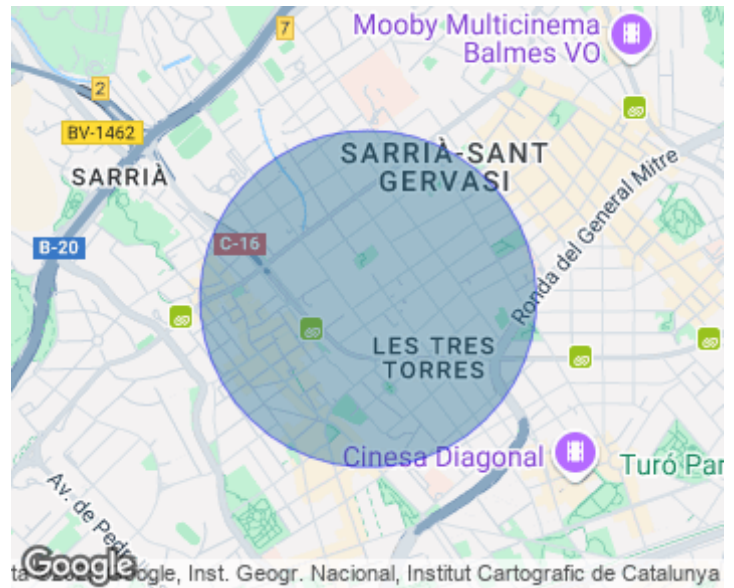 Mooby Multicinema
Balmes VO
7
2
BV-1462
SARRIÀ-SANT
GERVASI
SARRIÀ
Ronda del General Mitre
C-16
B-20
LES TRES
TORRES
Cinesa Diagonal
Turó Par
Av. de Pedr
Google
ogle, Inst. Geogr. Nacional, Institut Cartografic de Catalunya